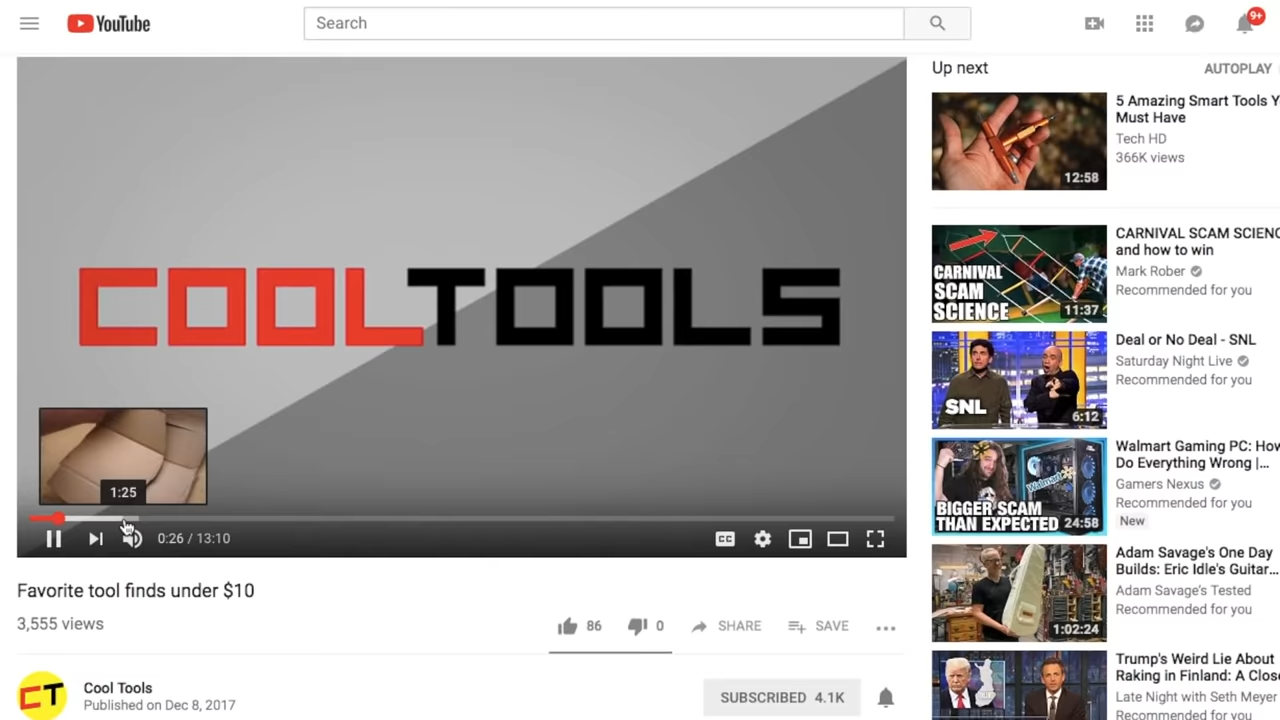 YouTube
Search
9+
COOLTOOLS
1:25
0:26 / 13:10
CC
Favorite tool finds under $10
3,555 views
86
0
SHARE
SAVE
CT
Cool Tools
Published on Dec 8, 2017
SUBSCRIBED 4.1K
Up next
AUTOPLAY
12:58
5 Amazing Smart Tools Y
Must Have
Tech HD
366K views
CARNIVAL
SCAM
SCIENCE
11:37
CARNIVAL SCAM SCIENC
and how to win
Mark Rober
Recommended for you
SNL
6:12
Deal or No Deal - SNL
Saturday Night Live
Recommended for you
Walmart
BIGGER SCAM
THAN EXPECTED
24:58
Walmart Gaming PC: How
Do Everything Wrong |...
Gamers Nexus
Recommended for you
New
1:02:24
Adam Savage's One Day
Builds: Eric Idle's Guitar...
Adam Savage's Tested
Recommended for you
Trump's Weird Lie About
Raking in Finland: A Close
Late Night with Seth Meyer
Recommended for you